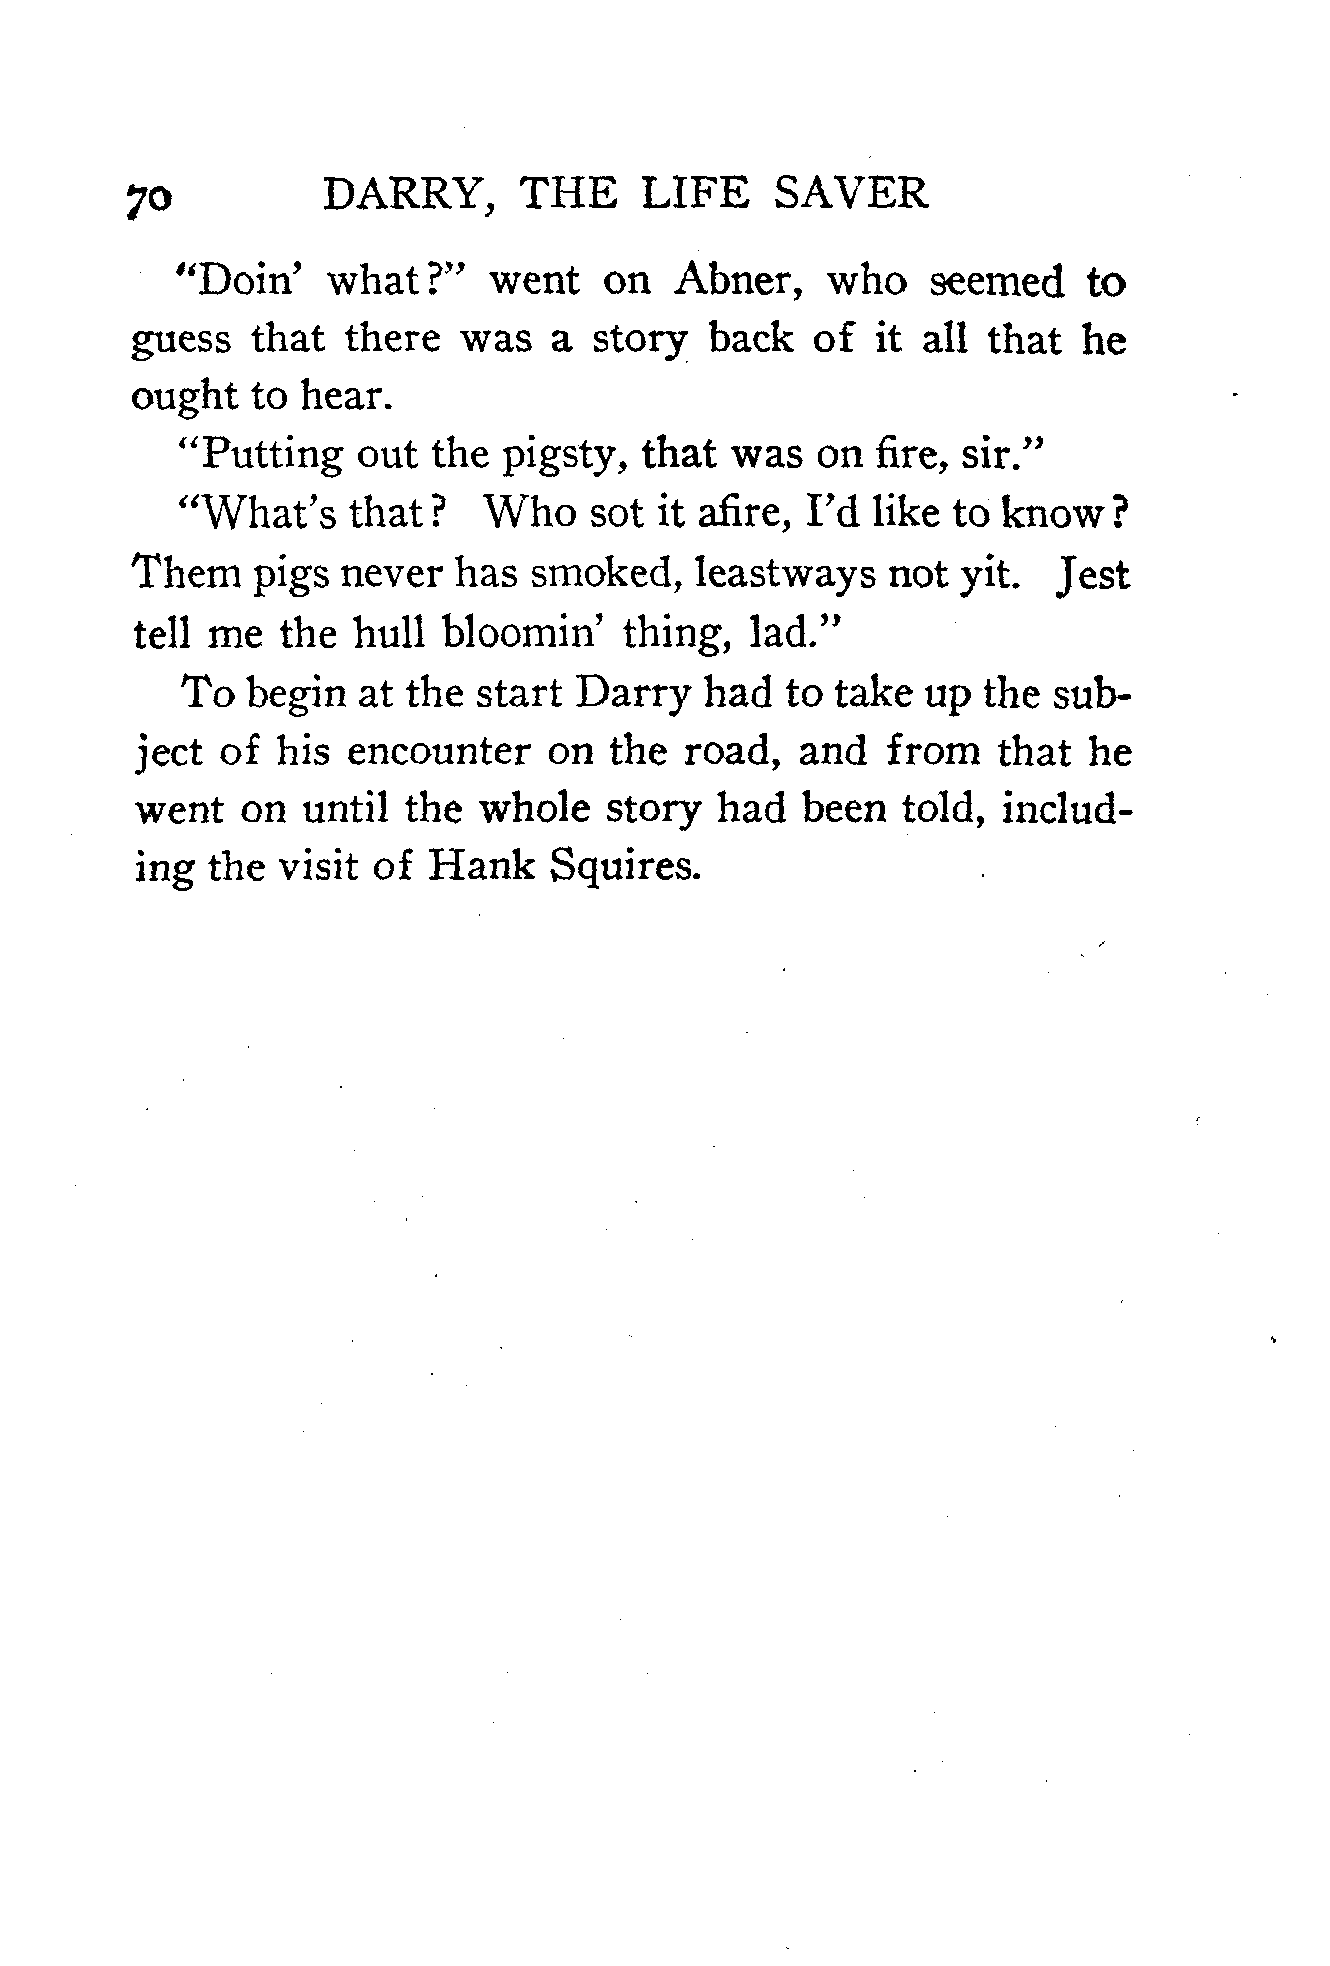 70 DARRY, THE LIFE SAVER
"Doin' what?" went on Abner, who seemed to
guess that there was a story back of it all that he
ought to hear.
"Putting out the pigsty, that was on fire, sir."
"What's that? Who sot it afire, I'd like to know?
Them pigs never has smoked, leastways not yit. Jest
tell me the hull bloomin' thing, lad."
To begin at the start Darry had to take up the sub-
ject of his encounter on the road, and from that he
went on until the whole story had been told, includ-
ing the visit of Hank Squires.